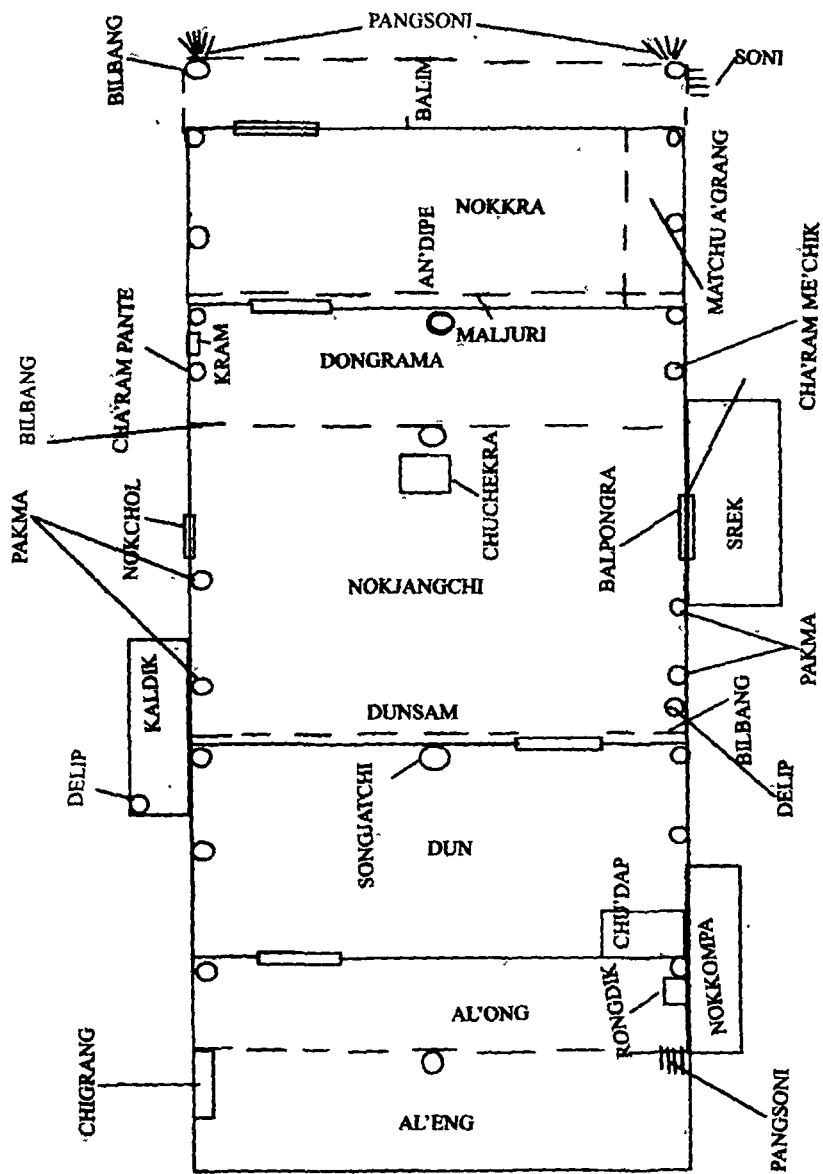 PANGSONI
BILBANG
SONI
BALIM
NOKKRA
AN'DIPE
MATCHU A'GRANG
MALJURI
CHA'RAM PANTE
KRAM
DONGRAMA
CHA'RAM ME'CHIK
BILBANG
CHUCHEKRA
NOKCHOL
BALPONGRA
SREK
PAKMA
NOKJANGCHI
PAKMA
KALDIK
DUNSAM
BILBANG
DELIP
DELIP
SONGJATCHI
DUN
CHU'DAP
NOKKOMPA
RONGDIK
AL'ONG
CHIGRANG
AL'ENG
PANGSONI